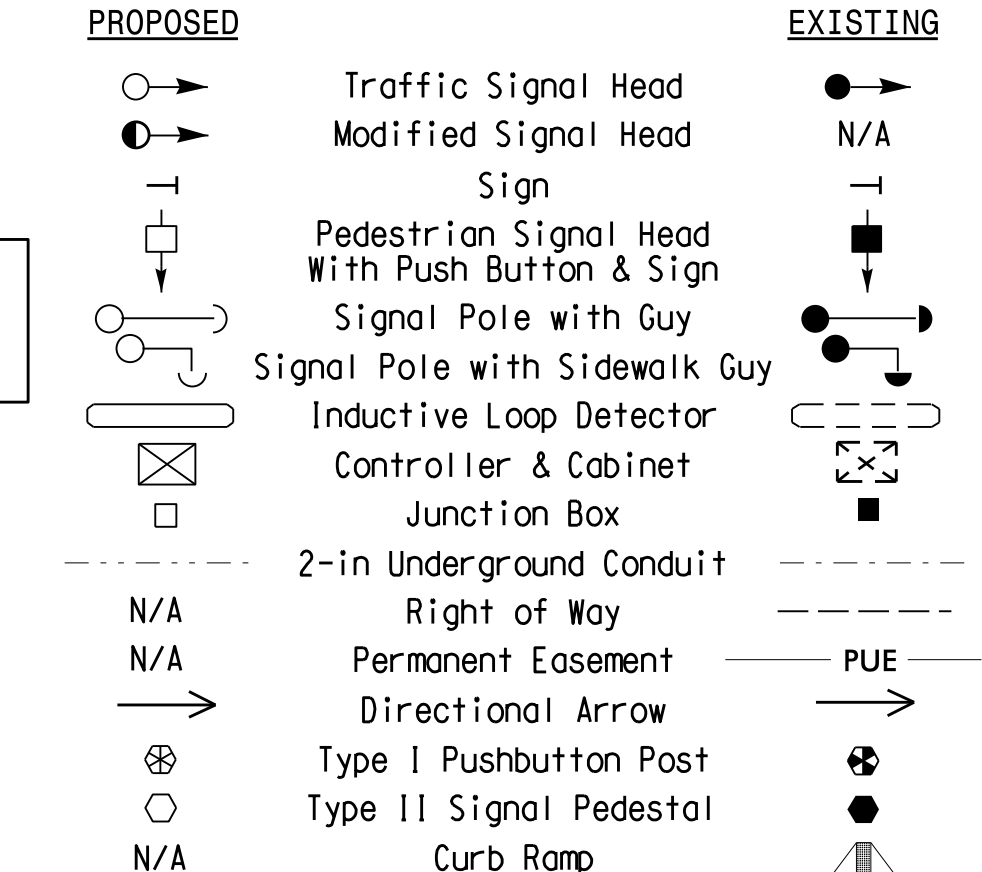 PROPOSED EXISTING
Traffic Signal Head
Modified Signal Head N/A
Sign
Pedestrian Signal Head
With Push Button & Sign
Signal Pole with Guy
Signal Pole with Sidewalk Guy
Inductive Loop Detector
Controller & Cabinet
Junction Box
2-in Underground Conduit
N/A Right of Way
N/A Permanent Easement PUE
Directional Arrow
Type I Pushbutton Post
Type II Signal Pedestal
N/A Curb Ramp